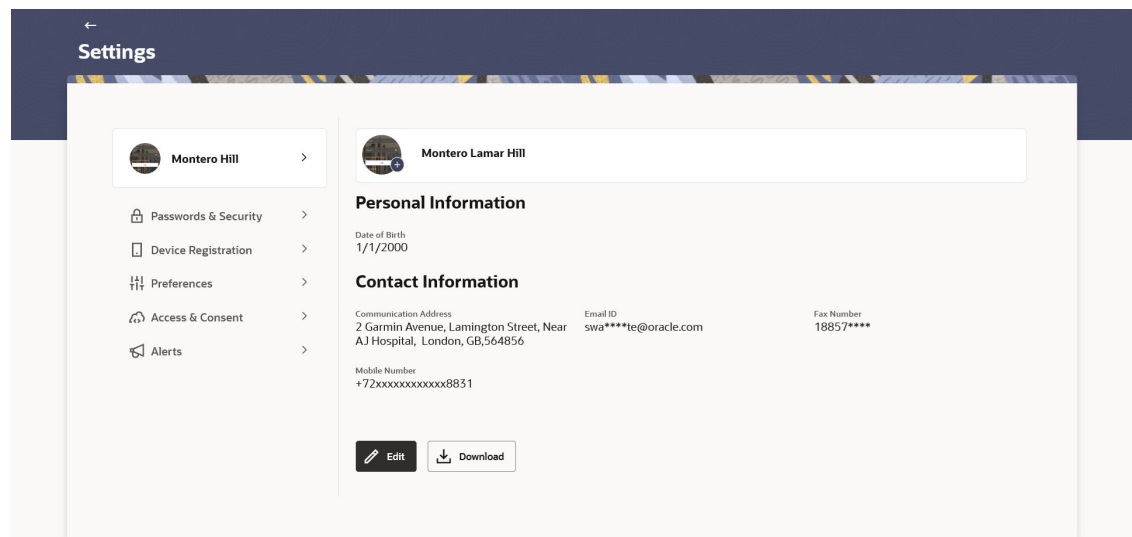 Settings
Montero Hill
Passwords & Security
Device Registration
Preferences
Access & Consent
Alerts
Montero Lamar Hill
Personal Information
Date of Birth
1/1/2000
Contact Information
Communication Address
2 Garmin Avenue, Lamington Street, Near
AJ Hospital, London, GB,564856
Email ID
swa****te@oracle.com
Fax Number
18857****
Mobile Number
+72xxxxxxxxxxxx8831
Edit
Download